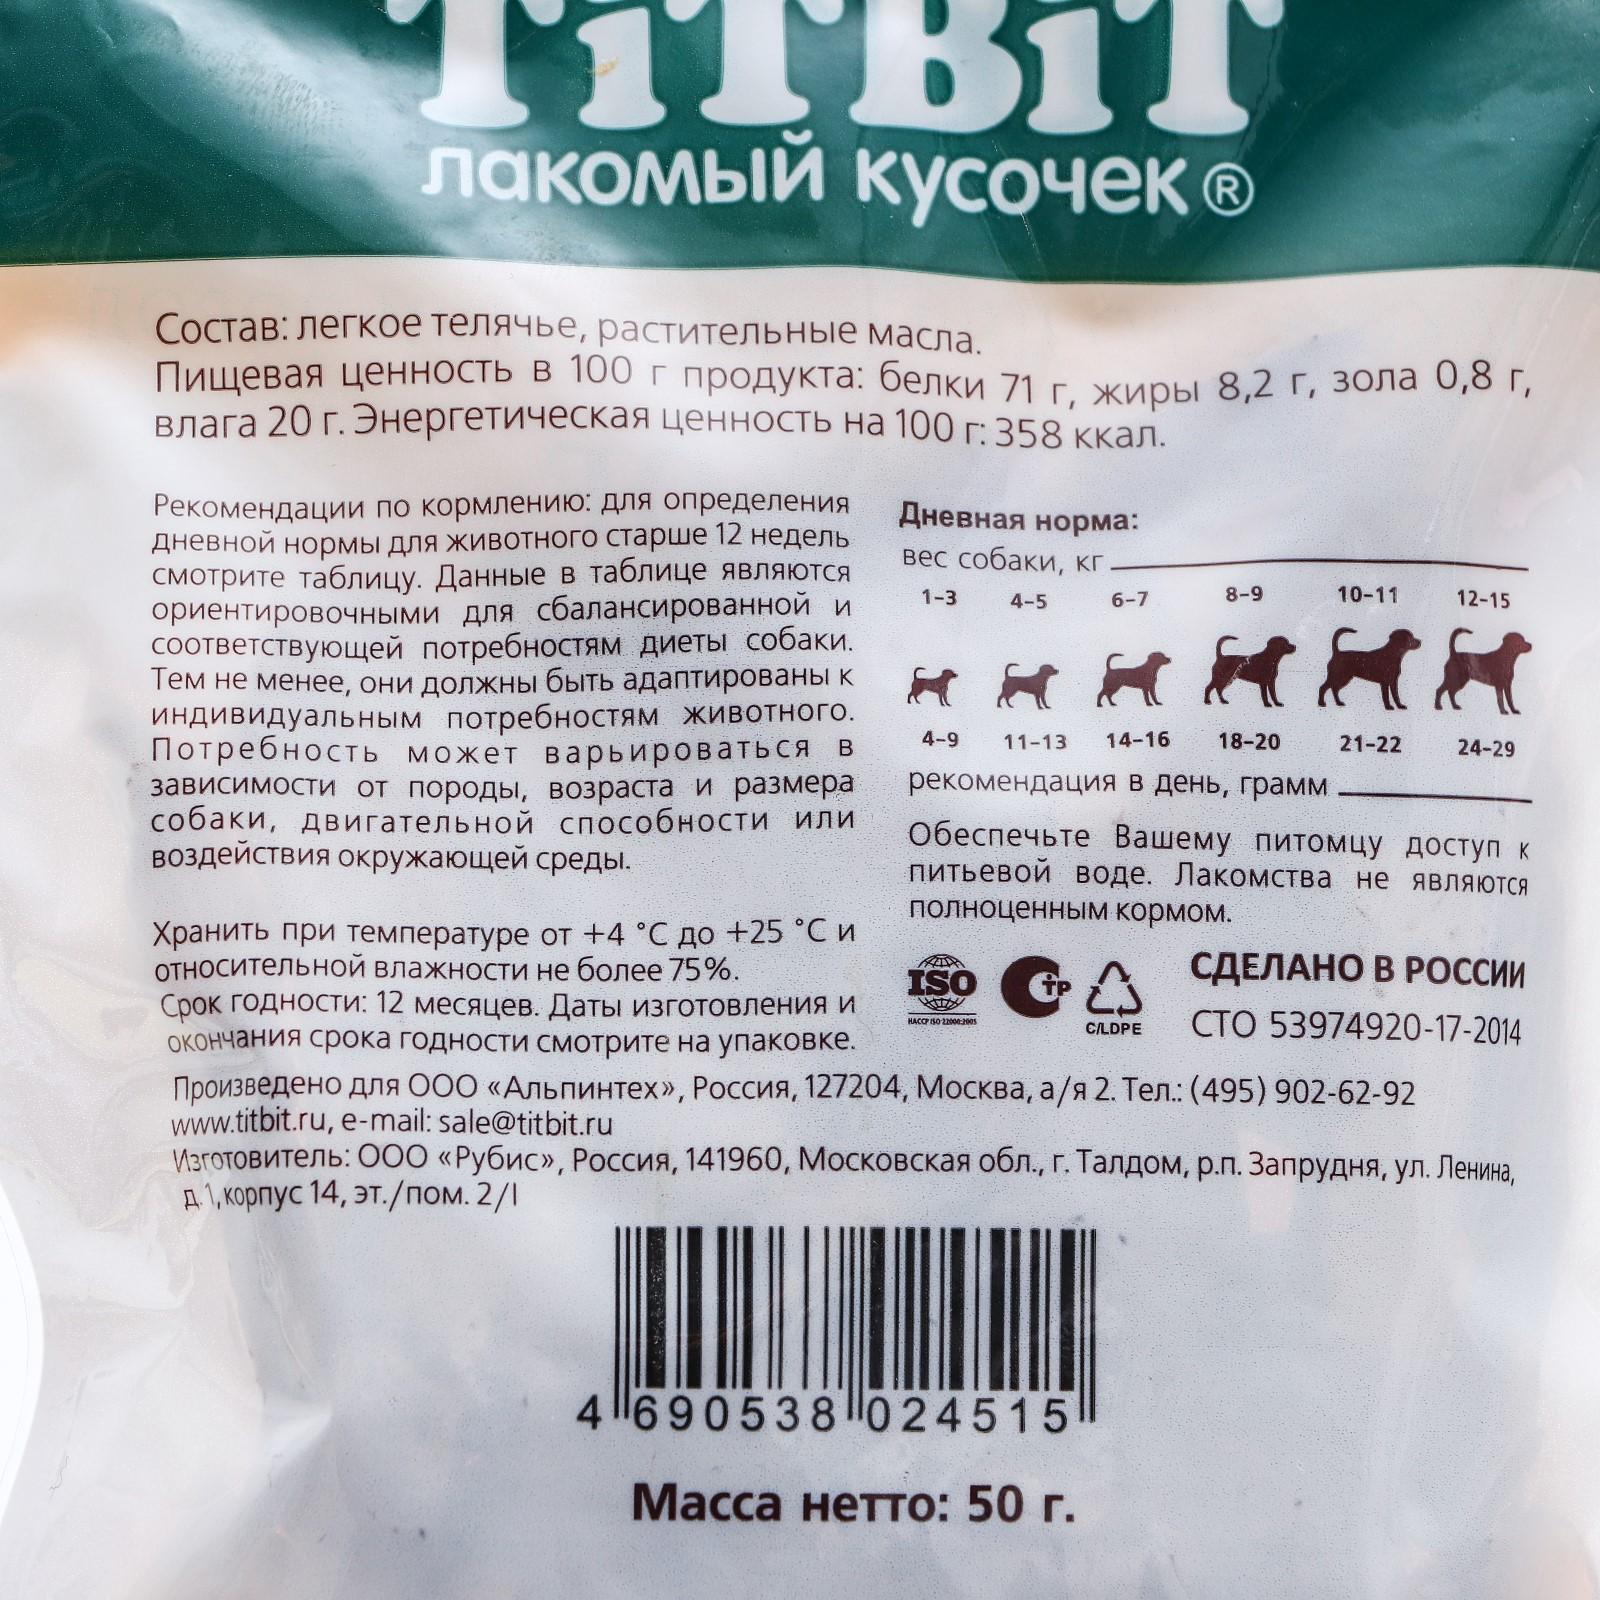 TiTBiT
лакомый кусочек ®
Состав: легкое телячье, растительные масла.
Пищевая ценность в 100 г продукта: белки 71 г, жиры 8,2 г, зола 0,8 г,
влага 20 г. Энергетическая ценность на 100 г: 358 ккал.
Рекомендации по кормлению: для определения
дневной нормы для животного старше 12 недель
смотрите таблицу. Данные в таблице являются
ориентировочными для сбалансированной и
соответствующей потребностям диеты собаки.
Тем не менее, они должны быть адаптированы к
индивидуальным потребностям животного.
Потребность может варьироваться в
зависимости от породы, возраста и размера
собаки, двигательной способности или
воздействия окружающей среды.
Хранить при температуре от +4 °С до +25 °С и
относительной влажности не более 75%.
Срок годности: 12 месяцев. Даты изготовления и
окончания срока годности смотрите на упаковке.
Дневная норма:
вес собаки, кг
1–3 4–5 6–7 8–9 10–11 12–15
4–9 11–13 14–16 18–20 21–22 24–29
рекомендация в день, грамм
Обеспечьте Вашему питомцу доступ к
питьевой воде. Лакомства не являются
полноценным кормом.
ISO
HACCP ISO 22000:2005
СТР
C/LDPE
СДЕЛАНО В РОССИИ
СТО 53974920-17-2014
Произведено для ООО «Альпинтех», Россия, 127204, Москва, а/я 2. Тел.: (495) 902-62-92
www.titbit.ru, e-mail: sale@titbit.ru
Изготовитель: ООО «Рубис», Россия, 141960, Московская обл., г. Талдом, р.п. Запрудня, ул. Ленина,
д.1, корпус 14, эт./пом. 2/I
4 690538 024515
Масса нетто: 50 г.